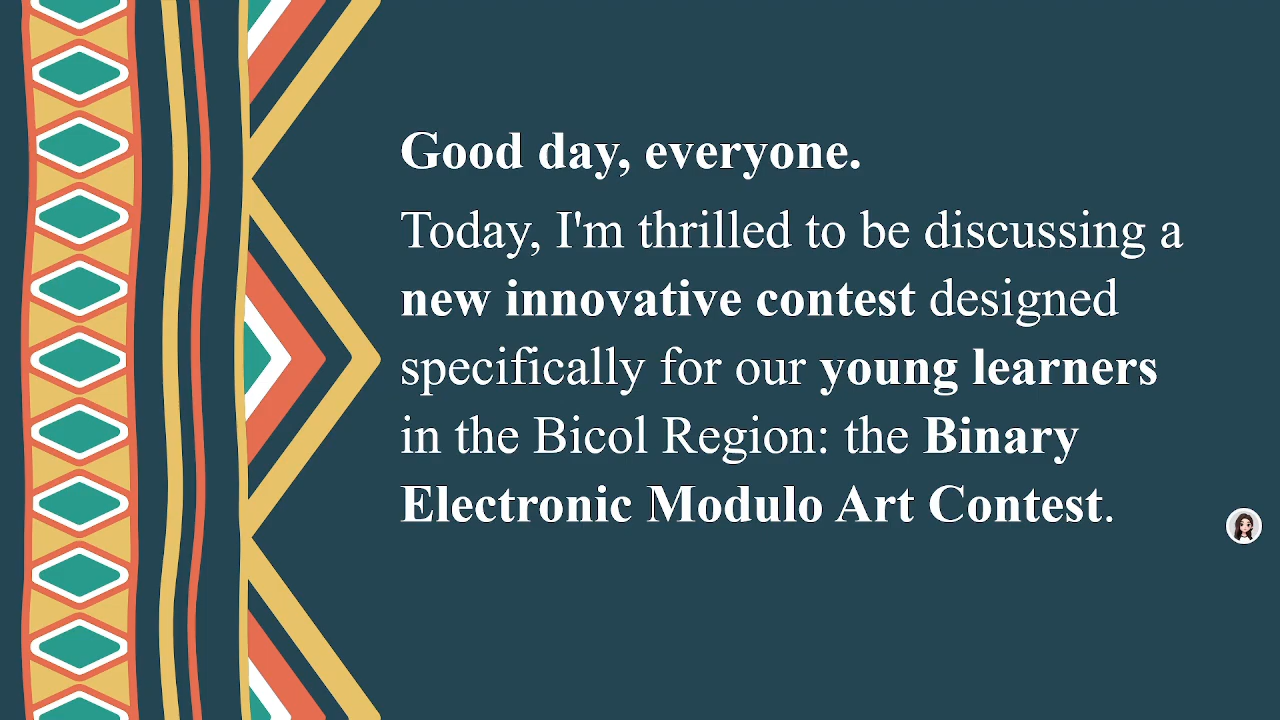 Good day, everyone.
Today, I'm thrilled to be discussing a
new innovative contest designed
specifically for our young learners
in the Bicol Region: the Binary
Electronic Modulo Art Contest.